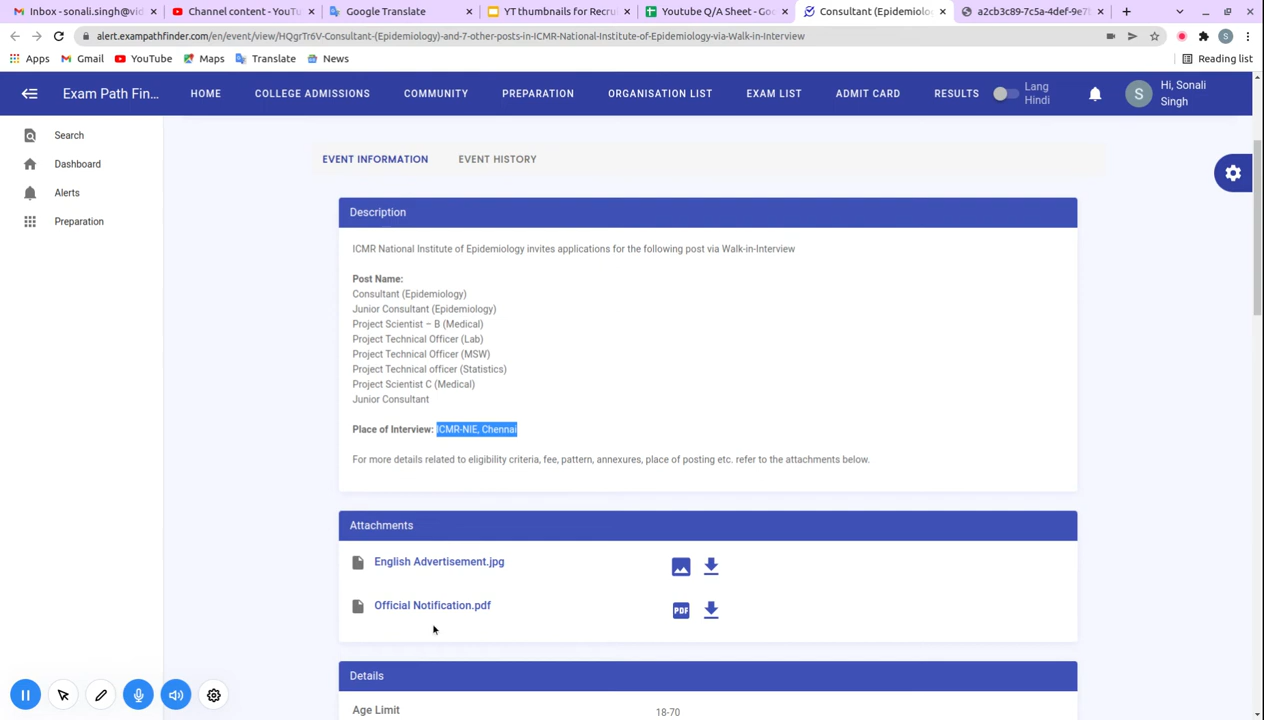 Inbox - sonali.singh@vid
Channel content - YouTu
Google Translate
YT thumbnails for Recru
Youtube Q/A Sheet - Goo
Consultant (Epidemiolo
a2cb3c89-7c5a-4def-9e7b
alert.exampathfinder.com/en/event/view/HQgrTr6V-Consultant-(Epidemiology)-and-7-other-posts-in-ICMR-National-Institute-of-Epidemiology-via-Walk-in-Interview
S
Apps
Gmail
YouTube
Maps
Translate
News
Reading list
Exam Path Fin...
HOME
COLLEGE ADMISSIONS
COMMUNITY
PREPARATION
ORGANISATION LIST
EXAM LIST
ADMIT CARD
RESULTS
Lang
Hindi
S
Hi, Sonali
Singh
Search
Dashboard
Alerts
Preparation
EVENT INFORMATION
EVENT HISTORY
Description
ICMR National Institute of Epidemiology invites applications for the following post via Walk-in-Interview
Post Name:
Consultant (Epidemiology)
Junior Consultant (Epidemiology)
Project Scientist – B (Medical)
Project Technical Officer (Lab)
Project Technical Officer (MSW)
Project Technical officer (Statistics)
Project Scientist C (Medical)
Junior Consultant
Place of Interview: ICMR-NIE, Chennai
For more details related to eligibility criteria, fee, pattern, annexures, place of posting etc. refer to the attachments below.
Attachments
English Advertisement.jpg
Official Notification.pdf
PDF
Details
Age Limit
18-70